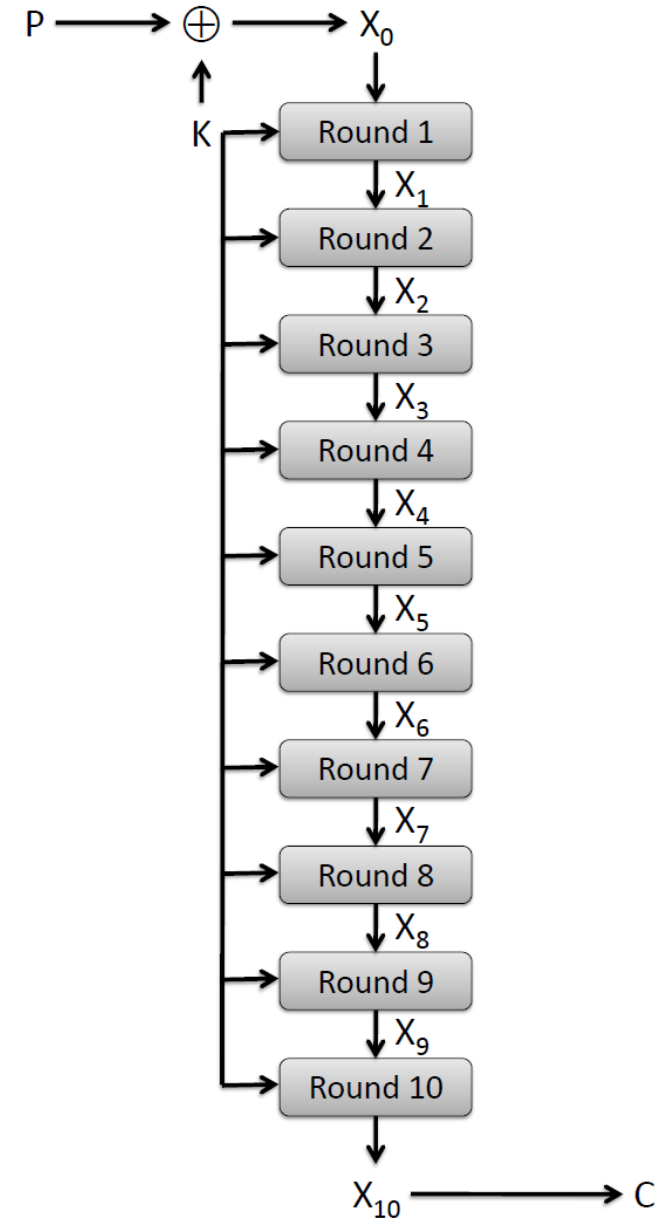 P ⊕ X₀
K Round 1
X₁
Round 2
X₂
Round 3
X₃
Round 4
X₄
Round 5
X₅
Round 6
X₆
Round 7
X₇
Round 8
X₈
Round 9
X₉
Round 10
X₁₀ C